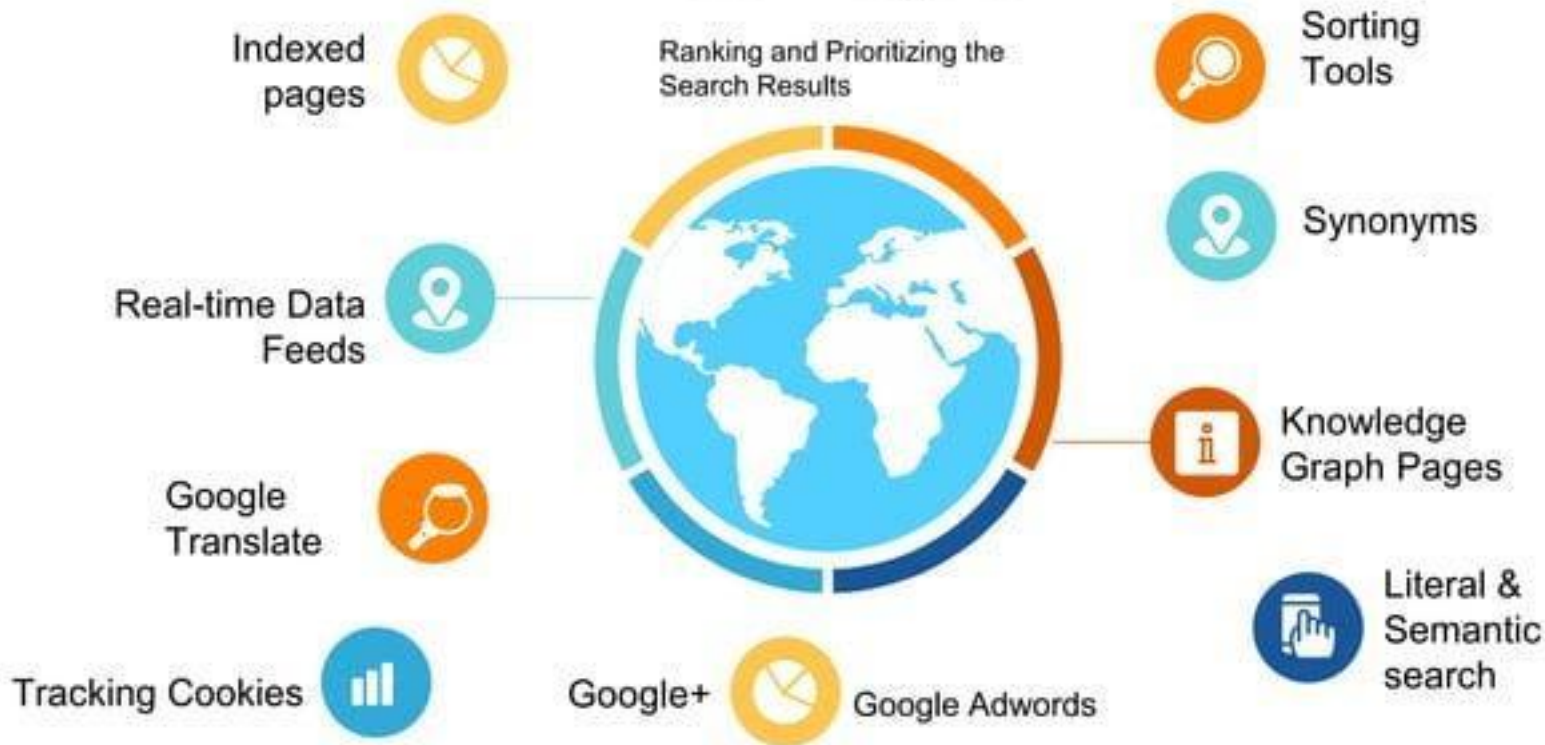 Indexed
pages
Ranking and Prioritizing the
Search Results
Sorting
Tools
Synonyms
Real-time Data
Feeds
Knowledge
Graph Pages
Google
Translate
Literal &
Semantic
search
Tracking Cookies
Google+
Google Adwords